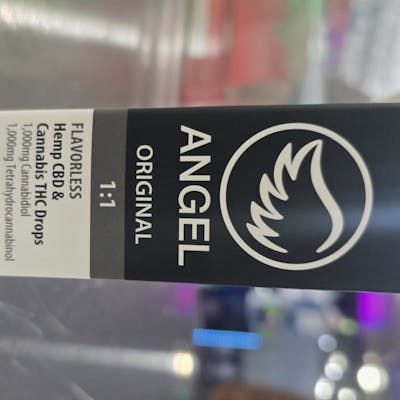 ANGEL
ORIGINAL
1:1
FLAVORLESS
Hemp CBD &
Cannabis THC Drops
1,000mg Cannabidiol
1,000mg Tetrahydrocannabinol